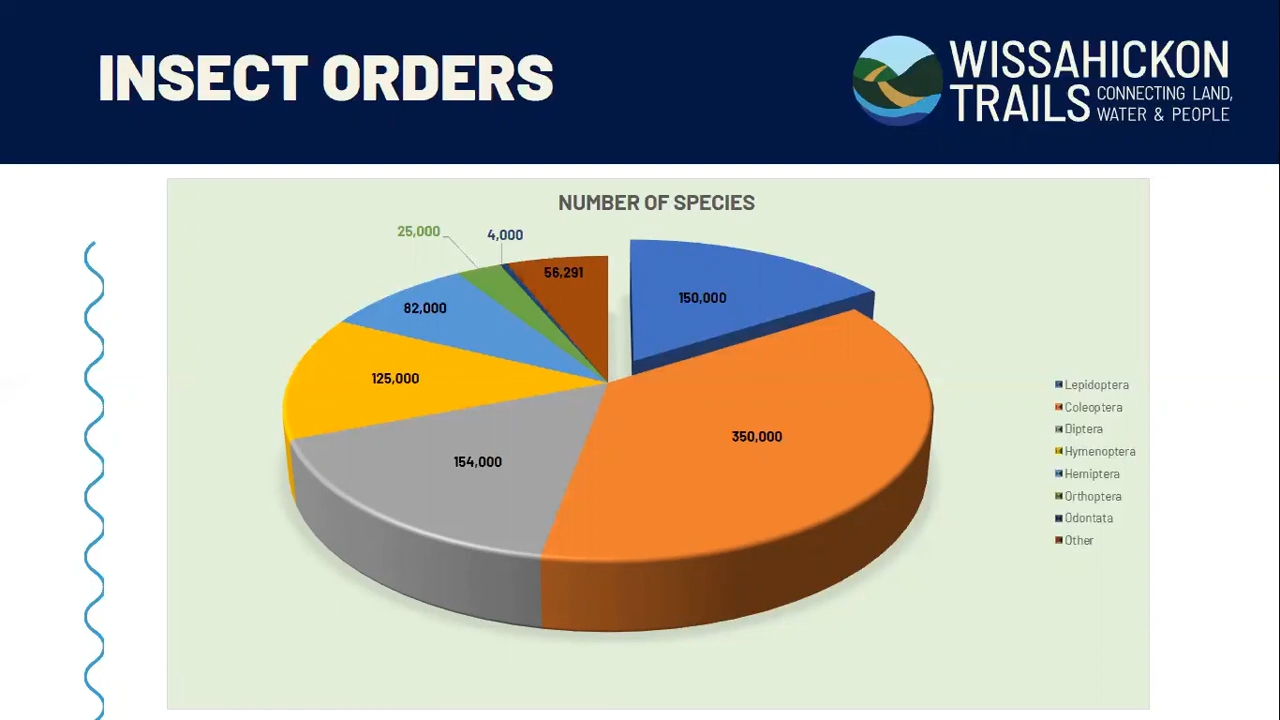 INSECT ORDERS
WISSAHICKON
TRAILS
CONNECTING LAND,
WATER & PEOPLE
NUMBER OF SPECIES
25,000
4,000
56,291
150,000
82,000
125,000
350,000
154,000
Lepidoptera
Coleoptera
Diptera
Hymenoptera
Hemiptera
Orthoptera
Odontata
Other